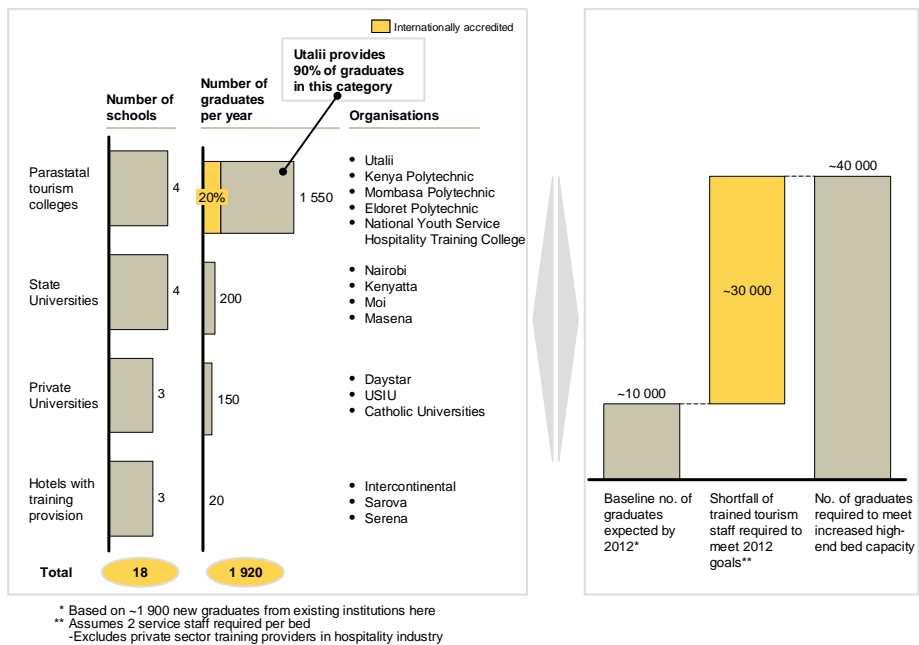 Internationally accredited
Utalii provides
90% of graduates
in this category
Number of
schools
Number of
graduates
per year
Organisations
Parastatal
tourism
colleges
4
20%
1 550
• Utalii
• Kenya Polytechnic
• Mombasa Polytechnic
• Eldoret Polytechnic
• National Youth Service
Hospitality Training College
State
Universities
4
200
• Nairobi
• Kenyatta
• Moi
• Masena
Private
Universities
3
150
• Daystar
• USIU
• Catholic Universities
Hotels with
training
provision
3
20
• Intercontinental
• Sarova
• Serena
Total
18
1 920
~40 000
~30 000
~10 000
Baseline no. of
graduates
expected by
2012*
Shortfall of
trained tourism
staff required to
meet 2012
goals**
No. of graduates
required to meet
increased high-
end bed capacity
* Based on ~1 900 new graduates from existing institutions here
** Assumes 2 service staff required per bed
-Excludes private sector training providers in hospitality industry